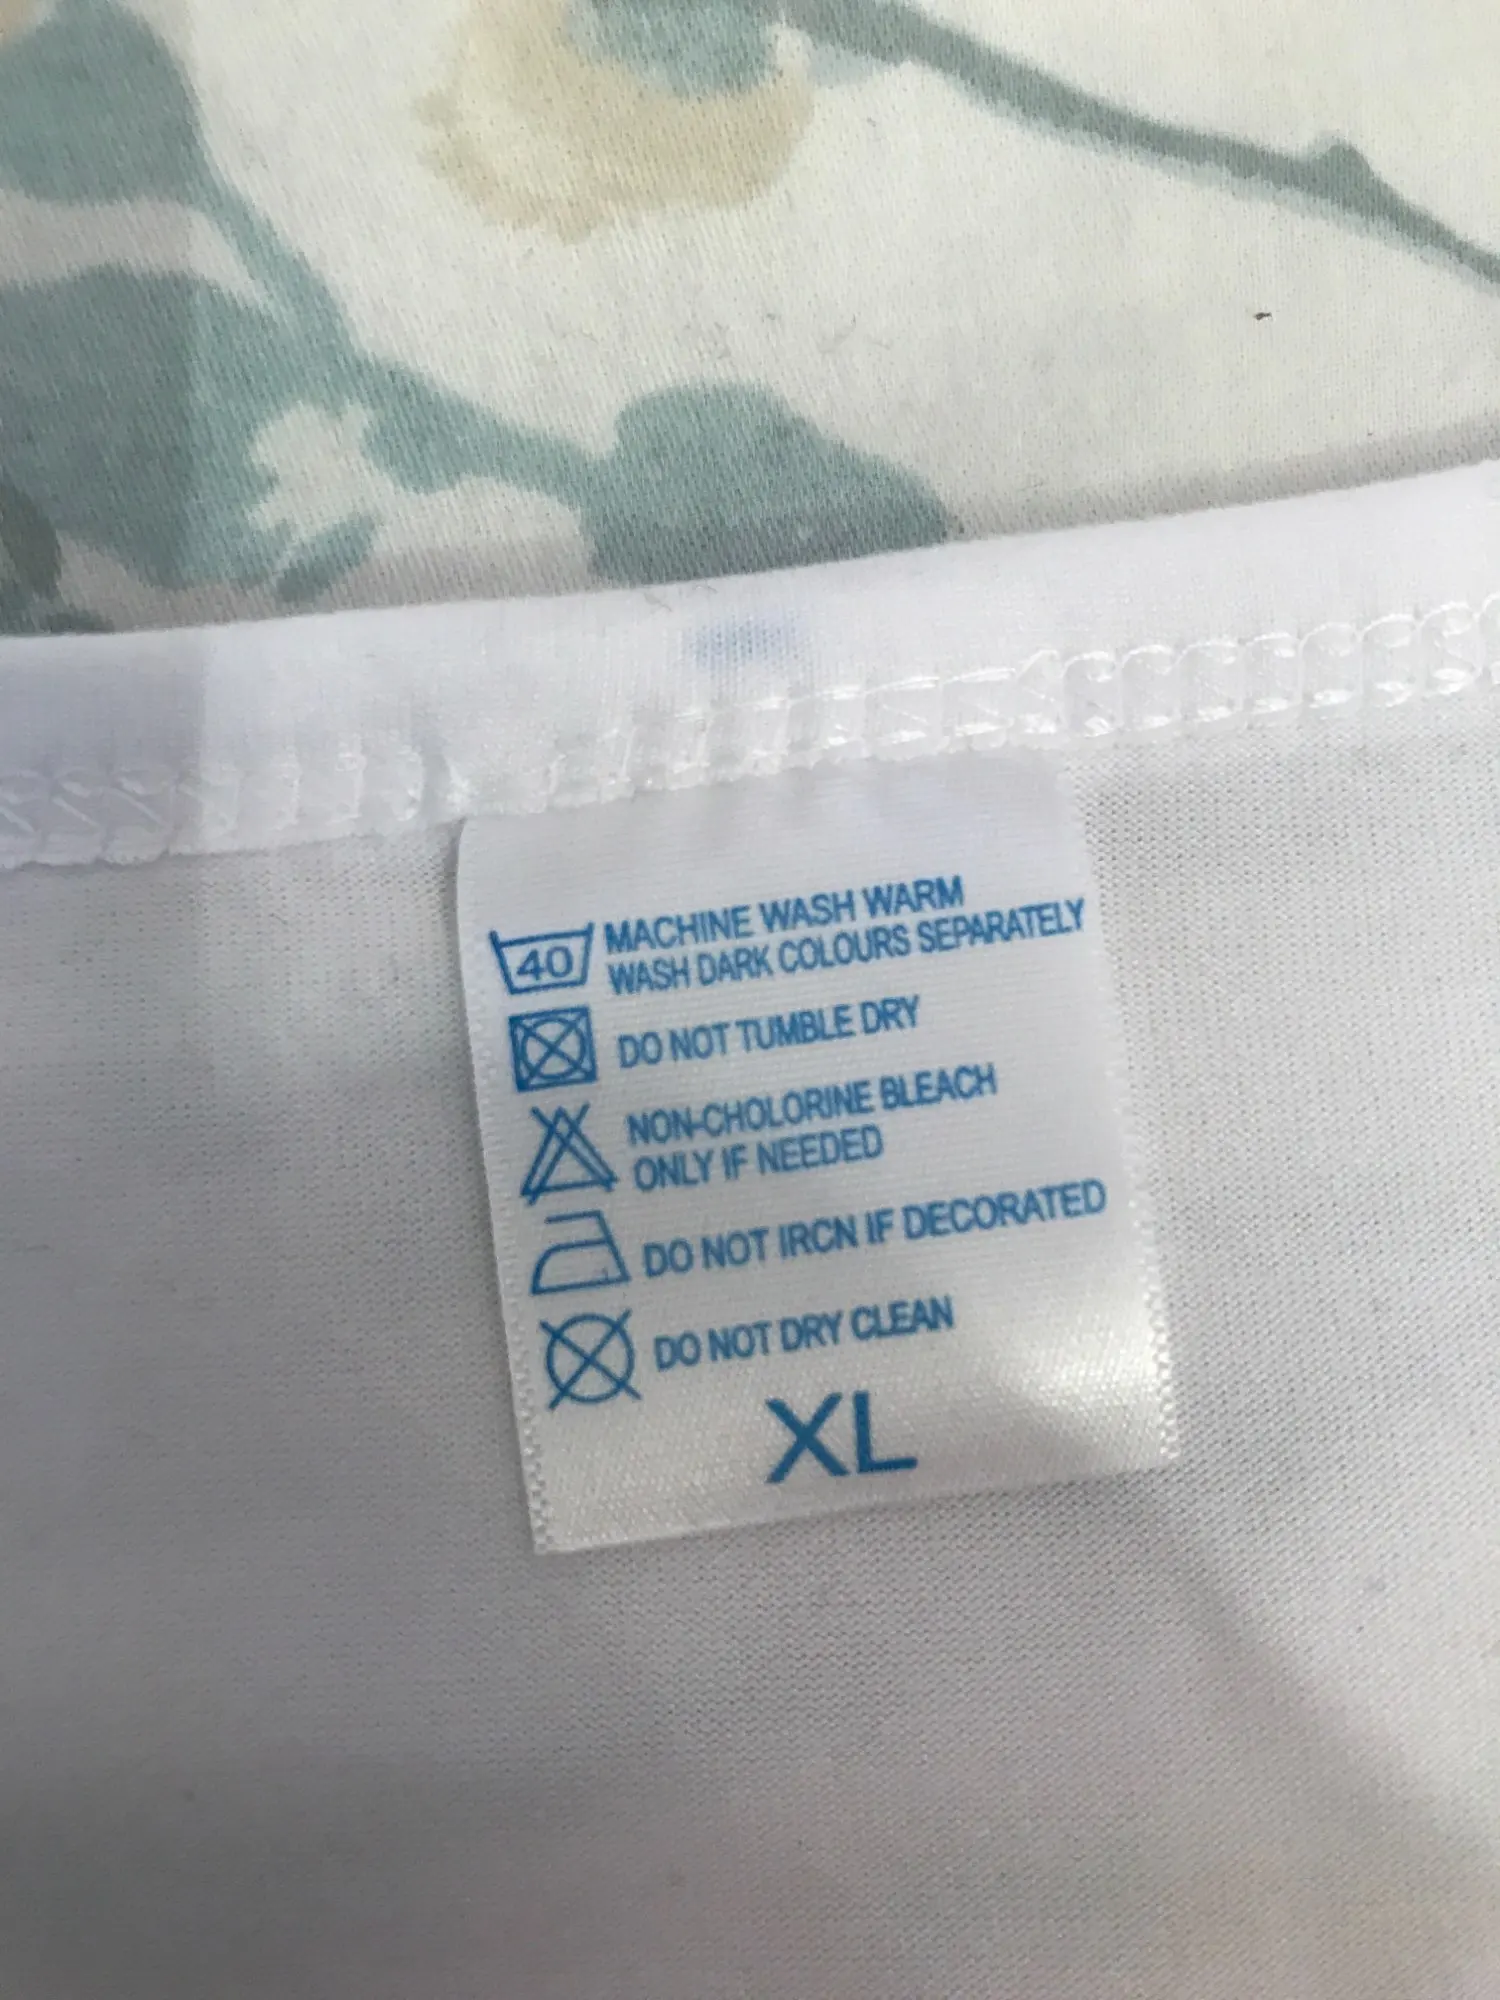 MACHINE WASH WARM
40 WASH DARK COLOURS SEPARATELY
DO NOT TUMBLE DRY
NON-CHOLORINE BLEACH
ONLY IF NEEDED
DO NOT IRCN IF DECORATED
DO NOT DRY CLEAN
XL